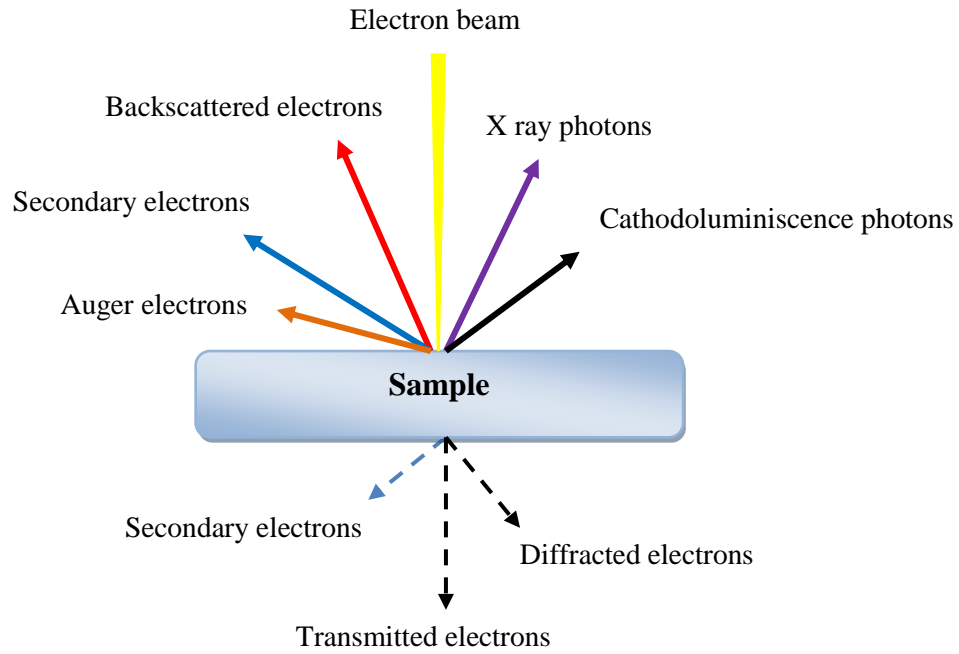 Electron beam
Backscattered electrons
X ray photons
Secondary electrons
Cathodoluminiscence photons
Auger electrons
Sample
Secondary electrons
Diffracted electrons
Transmitted electrons